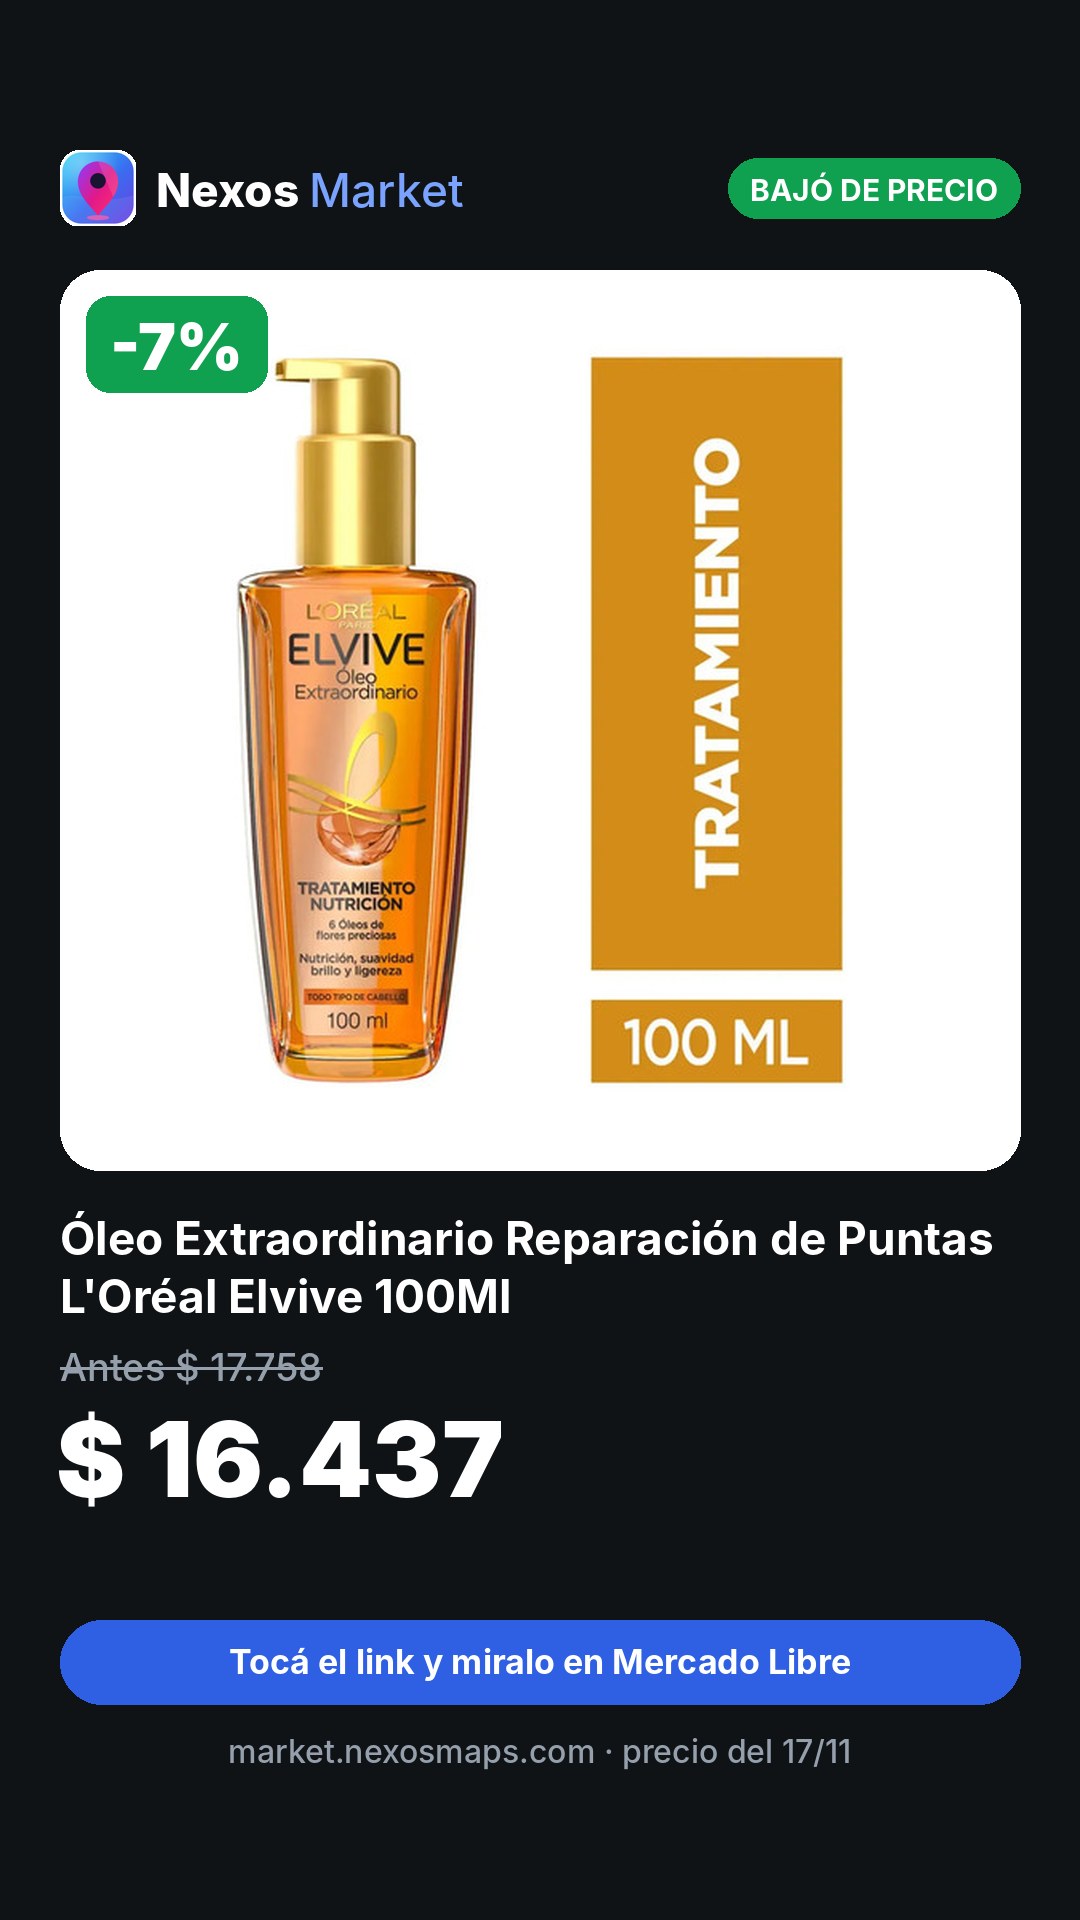 Nexos Market
BAJÓ DE PRECIO
-7%
L'ORÉAL
PARIS
ELVIVE
Óleo
Extraordinario
TRATAMIENTO
NUTRICIÓN
6 Óleos de
flores preciosas
Nutrición, suavidad
brillo y ligereza
TODO TIPO DE CABELLO
100 ml
TRATAMIENTO
100 ML
Óleo Extraordinario Reparación de Puntas
L'Oréal Elvive 100Ml
Antes $ 17.758
$ 16.437
Tocá el link y miralo en Mercado Libre
market.nexosmaps.com · precio del 17/11